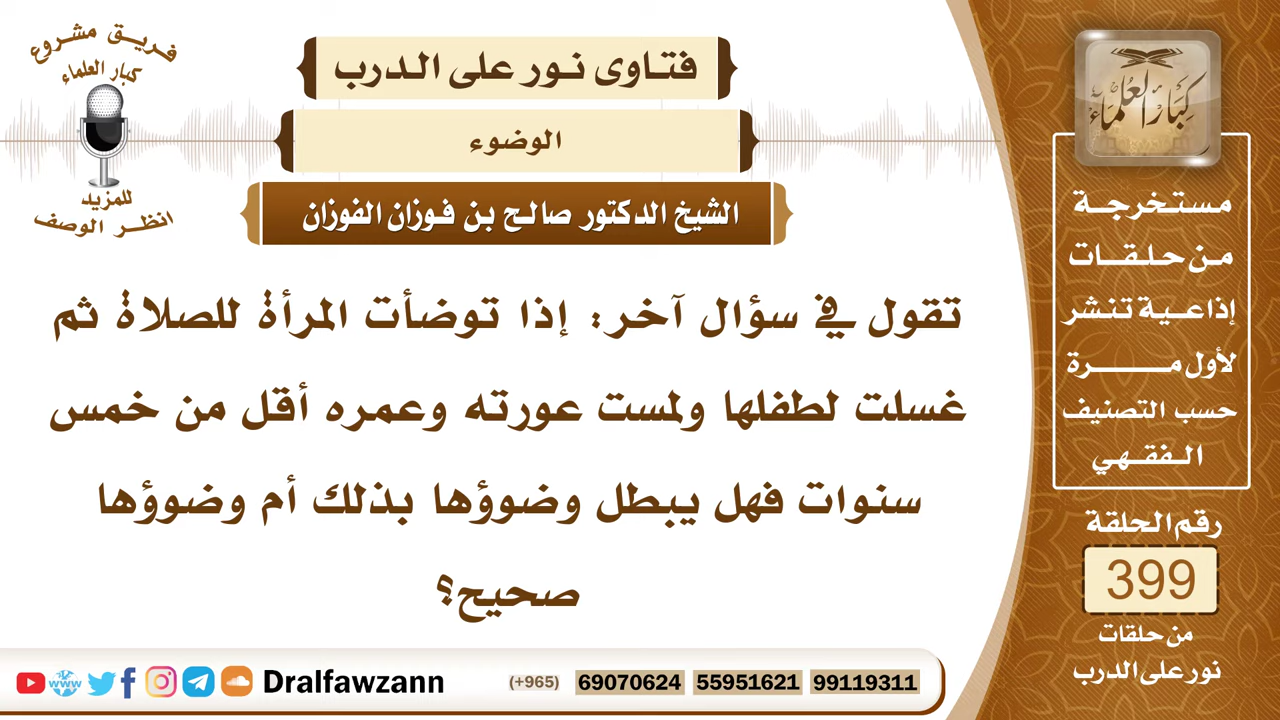 فريق مشروع
كبار العلماء
للمزيد
انظر الوصف
فتاوى نور على الدرب
الوضوء
الشيخ الدكتور صالح بن فوزان الفوزان
تقول في سؤال آخر: إذا توضأت المرأة للصلاة ثم
غسلت لطفلها ولمست عورته وعمره أقل من خمس
سنوات فهل يبطل وضوؤها بذلك أم وضوؤها
صحيح؟
كبار العلماء
مستخرجة
من حلقات
إذاعية تنشر
لأول مرة
حسب التصنيف
الفقهي
رقم الحلقة
399
من حلقات
نور على الدرب
www
Dralfawzann (+965) 69070624 55951621 99119311